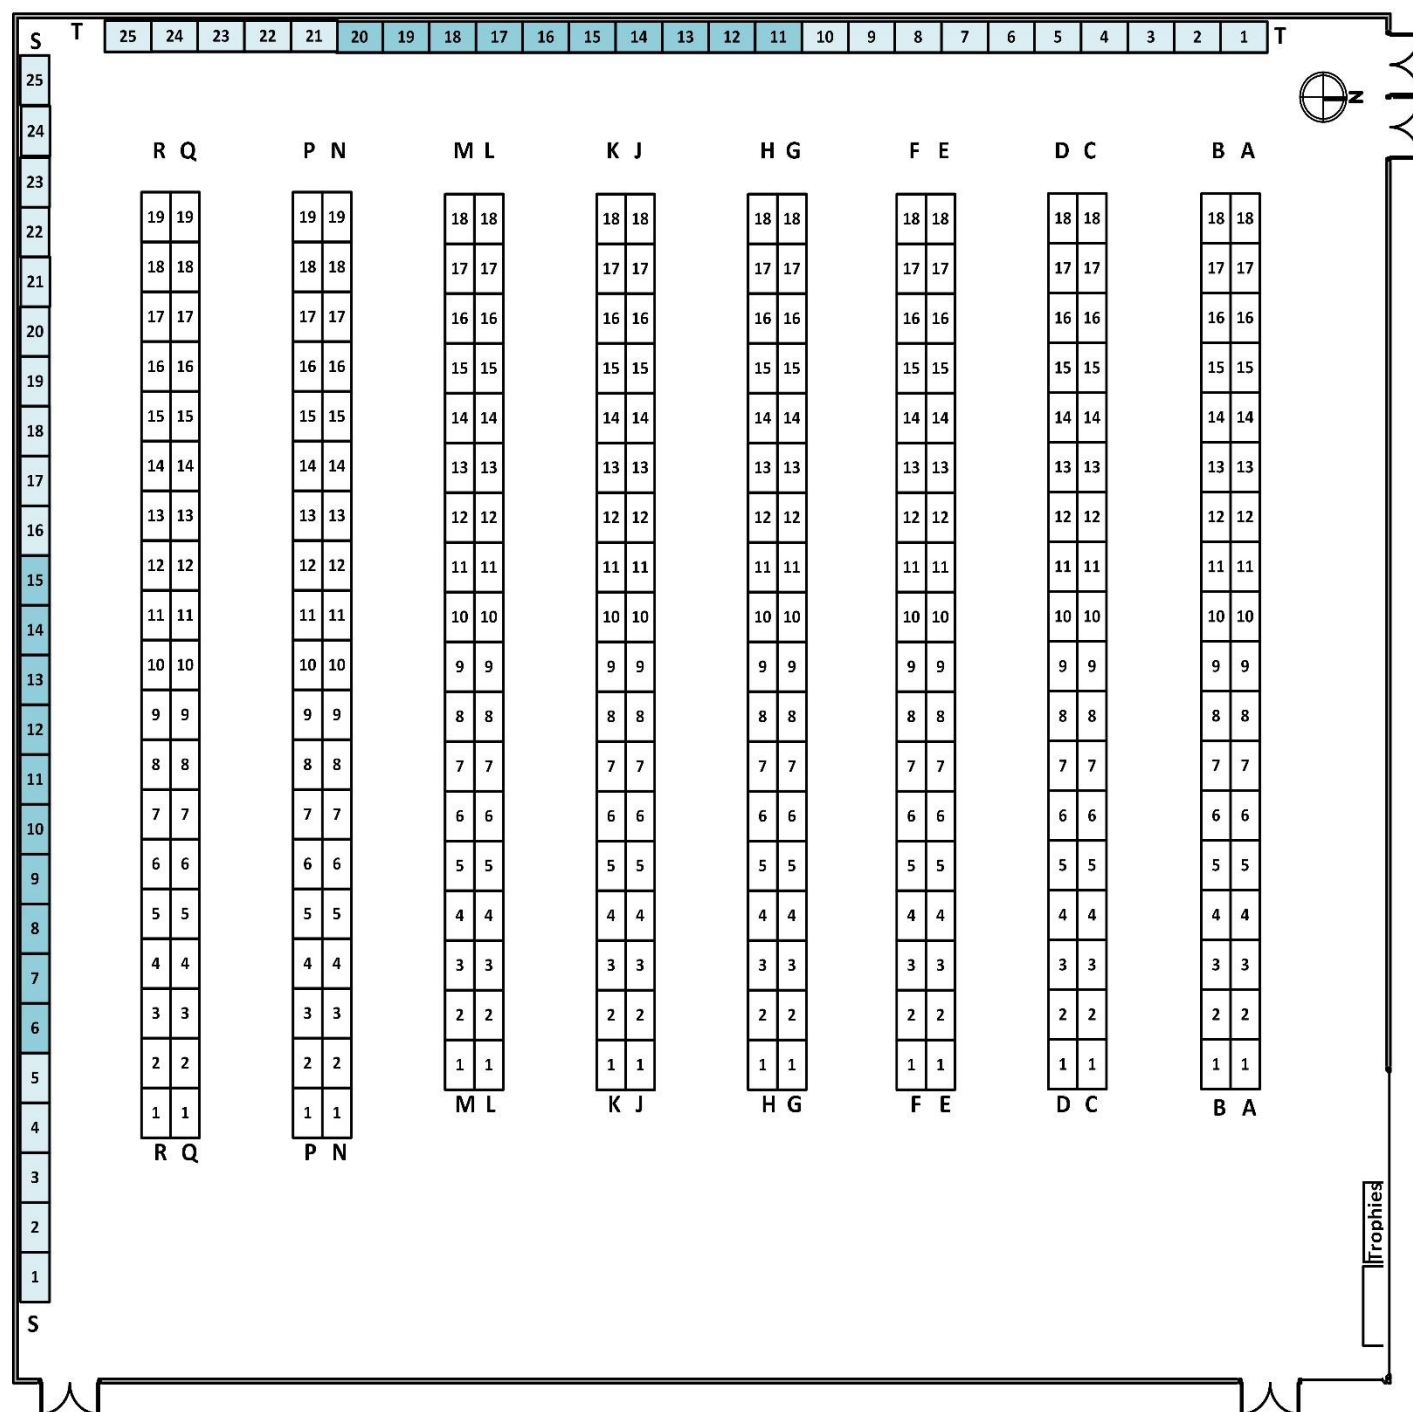 S T 25 24 23 22 21 20 19 18 17 16 15 14 13 12 11 10 9 8 7 6 5 4 3 2 1 T
25
24
N
R Q P N M L K J H G F E D C B A
23
19 19 19 19 18 18 18 18 18 18 18 18 18 18 18 18
22
18 18 18 18 17 17 17 17 17 17 17 17 17 17 17 17
21
17 17 17 17 16 16 16 16 16 16 16 16 16 16 16 16
20
16 16 16 16 15 15 15 15 15 15 15 15 15 15 15 15
19
15 15 15 15 14 14 14 14 14 14 14 14 14 14 14 14
18
14 14 14 14 13 13 13 13 13 13 13 13 13 13 13 13
17
13 13 13 13 12 12 12 12 12 12 12 12 12 12 12 12
16
12 12 12 12 11 11 11 11 11 11 11 11 11 11 11 11
15
11 11 11 11 10 10 10 10 10 10 10 10 10 10 10 10
14
10 10 10 10 9 9 9 9 9 9 9 9 9 9 9 9
13
9 9 9 9 8 8 8 8 8 8 8 8 8 8 8 8
12
8 8 8 8 7 7 7 7 7 7 7 7 7 7 7 7
11
7 7 7 7 6 6 6 6 6 6 6 6 6 6 6 6
10
6 6 6 6 5 5 5 5 5 5 5 5 5 5 5 5
9
5 5 5 5 4 4 4 4 4 4 4 4 4 4 4 4
8
4 4 4 4 3 3 3 3 3 3 3 3 3 3 3 3
7
3 3 3 3 2 2 2 2 2 2 2 2 2 2 2 2
6
2 2 2 2 1 1 1 1 1 1 1 1 1 1 1 1
5
1 1 1 1 M L K J H G F E D C B A
4
R Q P N
3
2
1
S
Trophies